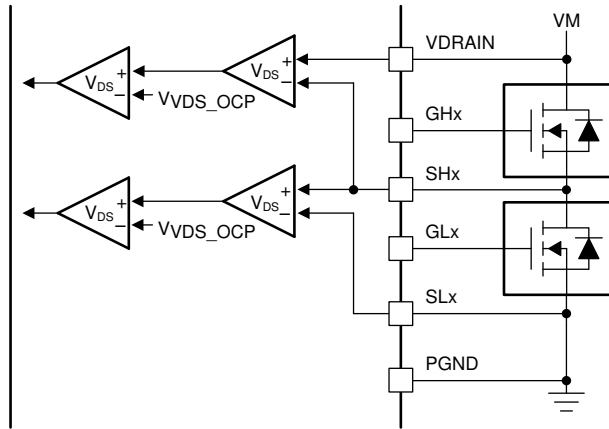 VM
VDRAIN
+
V_DS
−
+
V_DS
−
V_VDS_OCP
GHx
SHx
+
V_DS
−
+
V_DS
−
V_VDS_OCP
GLx
SLx
PGND